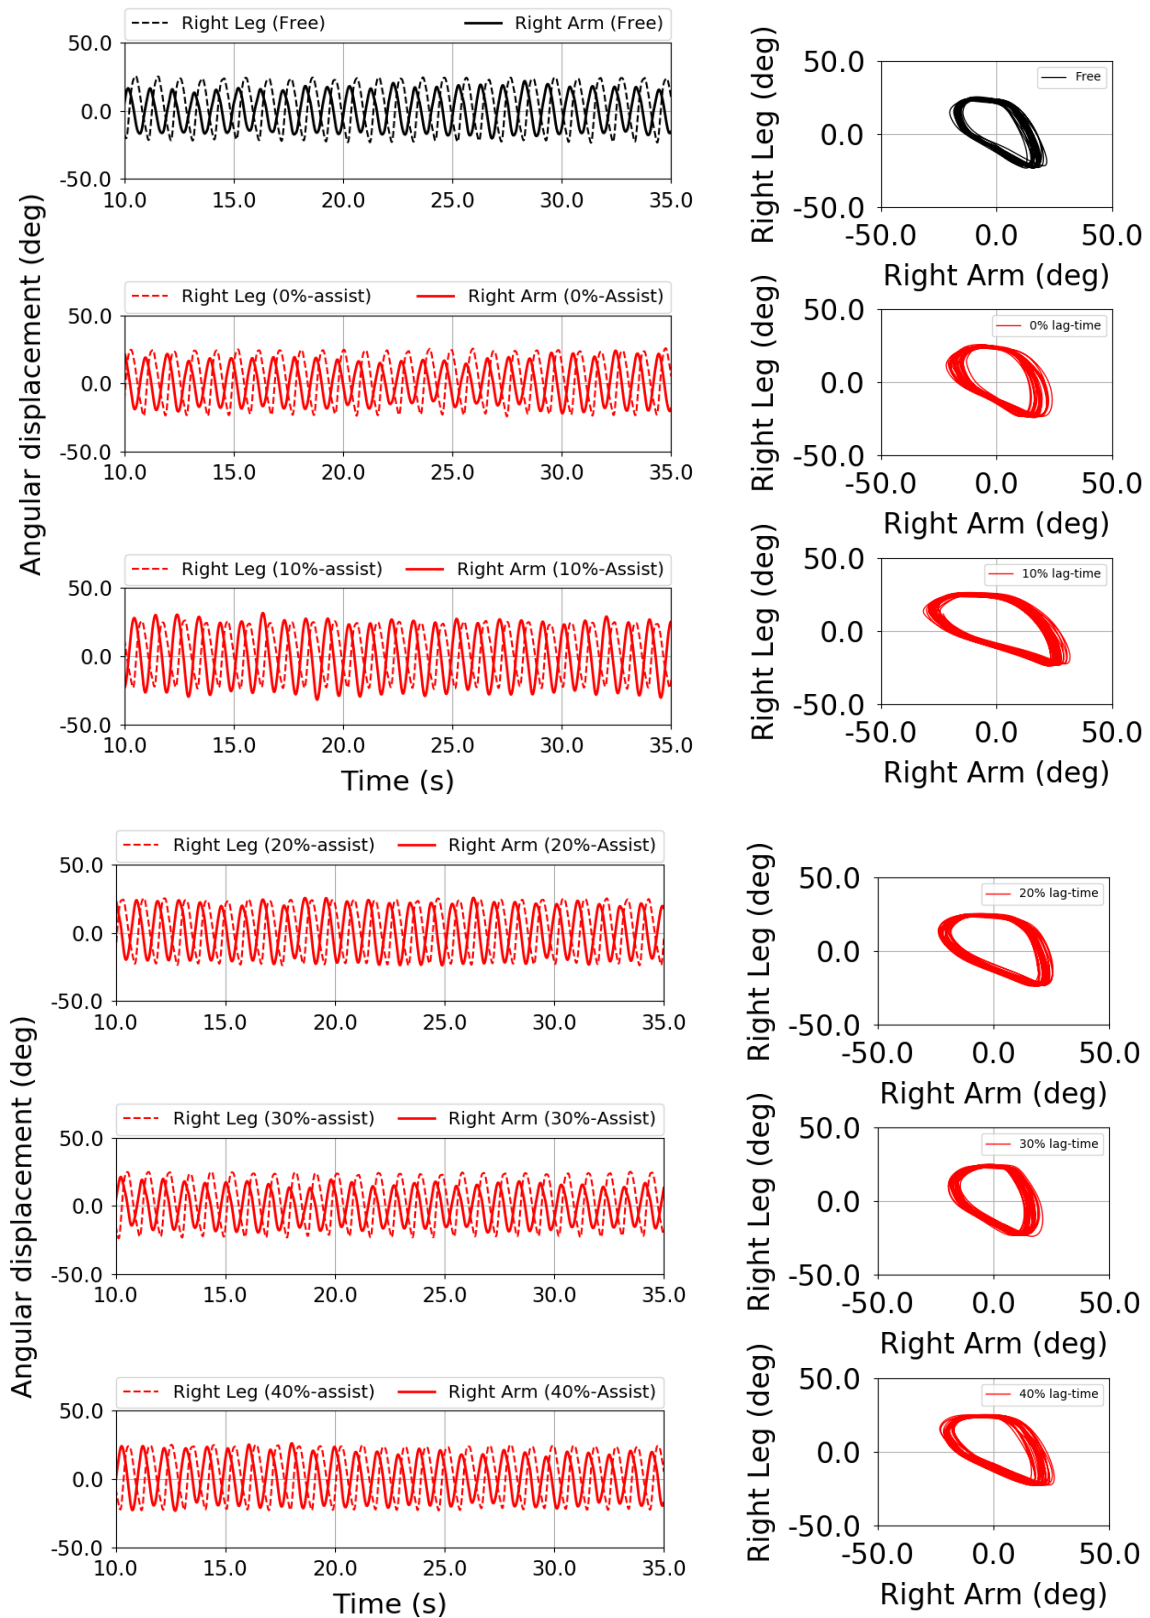 Right Leg (Free) Right Arm (Free)
50.0
0.0
-50.0
10.0 15.0 20.0 25.0 30.0 35.0
Right Leg (deg)
50.0
0.0
-50.0
Free
-50.0 0.0 50.0
Right Arm (deg)
Angular displacement (deg)
Right Leg (0%-assist) Right Arm (0%-Assist)
50.0
0.0
-50.0
10.0 15.0 20.0 25.0 30.0 35.0
Right Leg (deg)
50.0
0.0
-50.0
0% lag-time
-50.0 0.0 50.0
Right Arm (deg)
Right Leg (10%-assist) Right Arm (10%-Assist)
50.0
0.0
-50.0
10.0 15.0 20.0 25.0 30.0 35.0
Time (s)
Right Leg (deg)
50.0
0.0
-50.0
10% lag-time
-50.0 0.0 50.0
Right Arm (deg)
Right Leg (20%-assist) Right Arm (20%-Assist)
50.0
0.0
-50.0
10.0 15.0 20.0 25.0 30.0 35.0
Right Leg (deg)
50.0
0.0
-50.0
20% lag-time
-50.0 0.0 50.0
Right Arm (deg)
Angular displacement (deg)
Right Leg (30%-assist) Right Arm (30%-Assist)
50.0
0.0
-50.0
10.0 15.0 20.0 25.0 30.0 35.0
Right Leg (deg)
50.0
0.0
-50.0
30% lag-time
-50.0 0.0 50.0
Right Arm (deg)
Right Leg (40%-assist) Right Arm (40%-Assist)
50.0
0.0
-50.0
10.0 15.0 20.0 25.0 30.0 35.0
Time (s)
Right Leg (deg)
50.0
0.0
-50.0
40% lag-time
-50.0 0.0 50.0
Right Arm (deg)